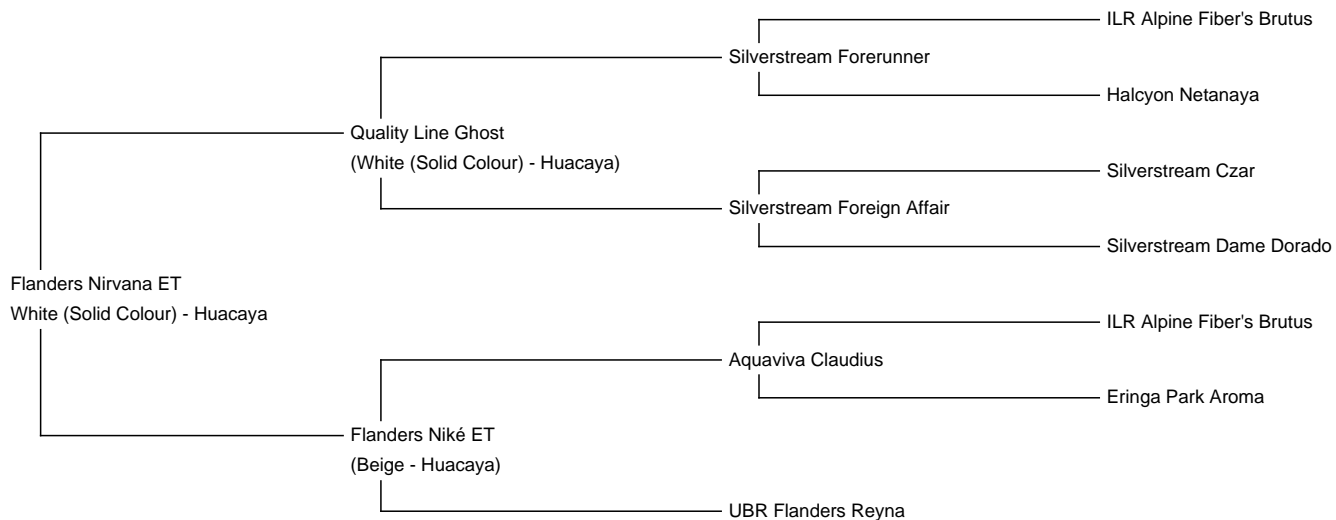 ILR Alpine Fiber's Brutus
Silverstream Forerunner
Halcyon Netanaya
Quality Line Ghost
(White (Solid Colour) - Huacaya)
Silverstream Czar
Silverstream Foreign Affair
Silverstream Dame Dorado
Flanders Nirvana ET
White (Solid Colour) - Huacaya
ILR Alpine Fiber's Brutus
Aquaviva Claudius
Eringa Park Aroma
Flanders Niké ET
(Beige - Huacaya)
UBR Flanders Reyna